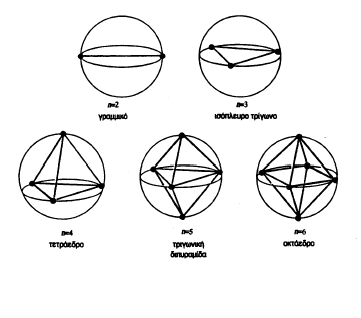 n=2
γραμμικό
n=3
ισόπλευρο τρίγωνο
n=4
τετράεδρο
n=5
τριγωνική
διπυραμίδα
n=6
οκτάεδρο